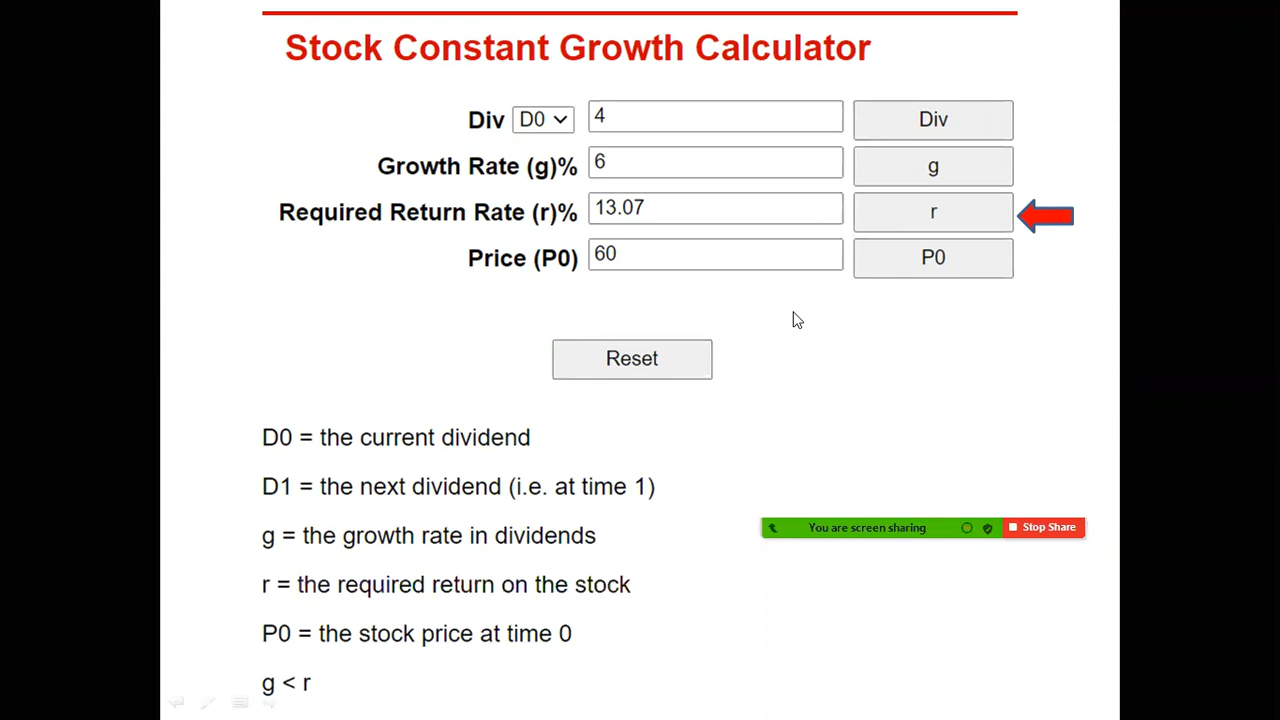 Stock Constant Growth Calculator
Div D0 4 Div
Growth Rate (g)% 6 g
Required Return Rate (r)% 13.07 r
Price (P0) 60 P0
Reset
D0 = the current dividend
D1 = the next dividend (i.e. at time 1)
You are screen sharing Stop Share
g = the growth rate in dividends
r = the required return on the stock
P0 = the stock price at time 0
g < r